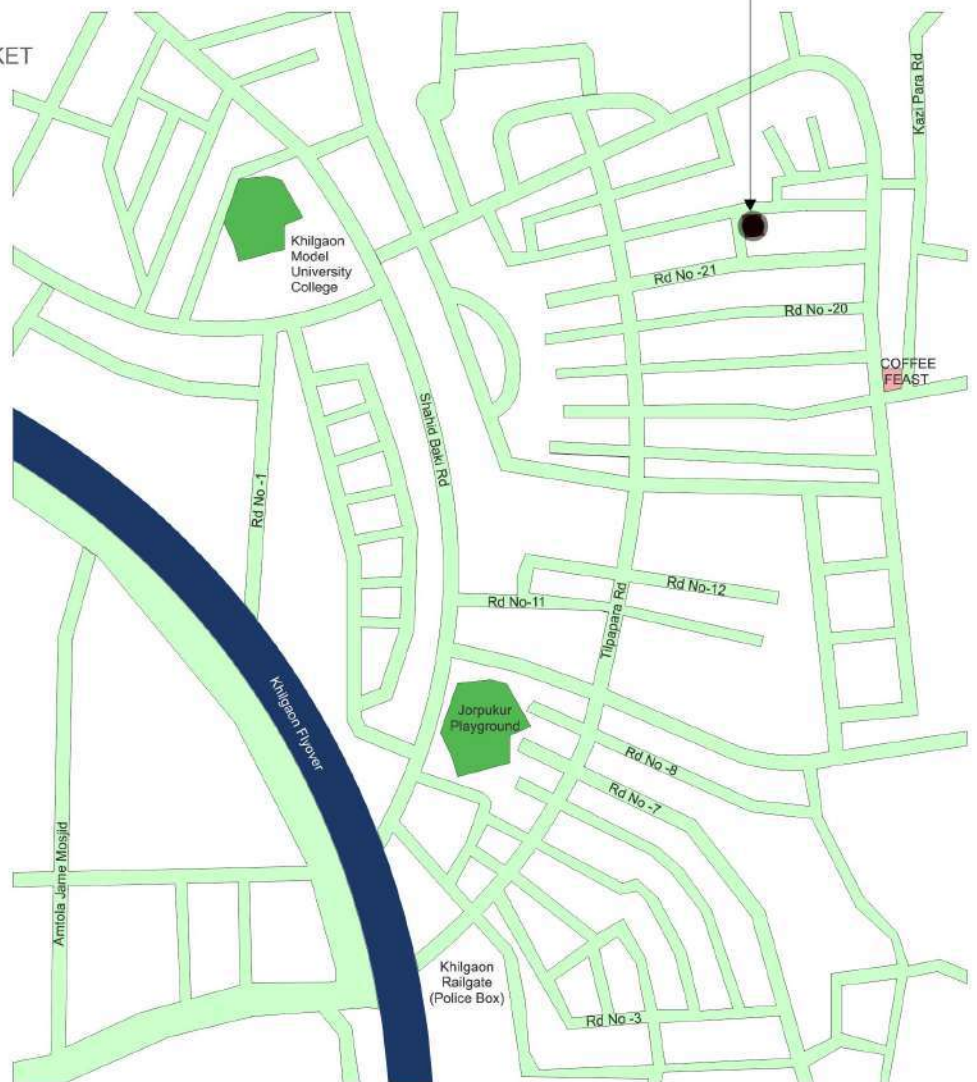 KET
Kazi Para Rd
Khilgaon
Model
University
College
Rd No -21
Rd No -20
COFFEE
FEAST
Shahid Baki Rd
Rd No -1
Rd No-12
Rd No-11
Tilpapara Rd
Khilgaon Flyover
Jorpukur
Playground
Rd No -8
Rd No -7
Amtola Jame Mosjid
Khilgaon
Railgate
(Police Box)
Rd No -3